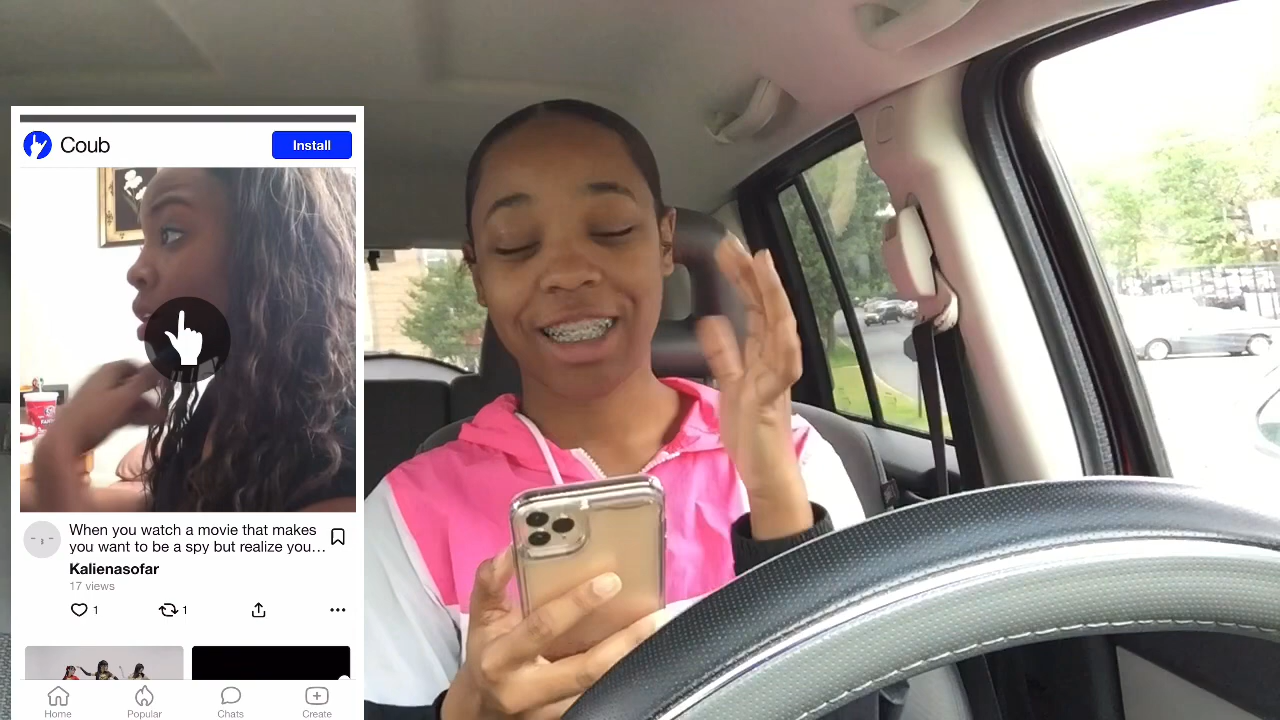 Coub
Install
When you watch a movie that makes
you want to be a spy but realize you...
Kalienasofar
17 views
1
1
Home
Popular
Chats
Create